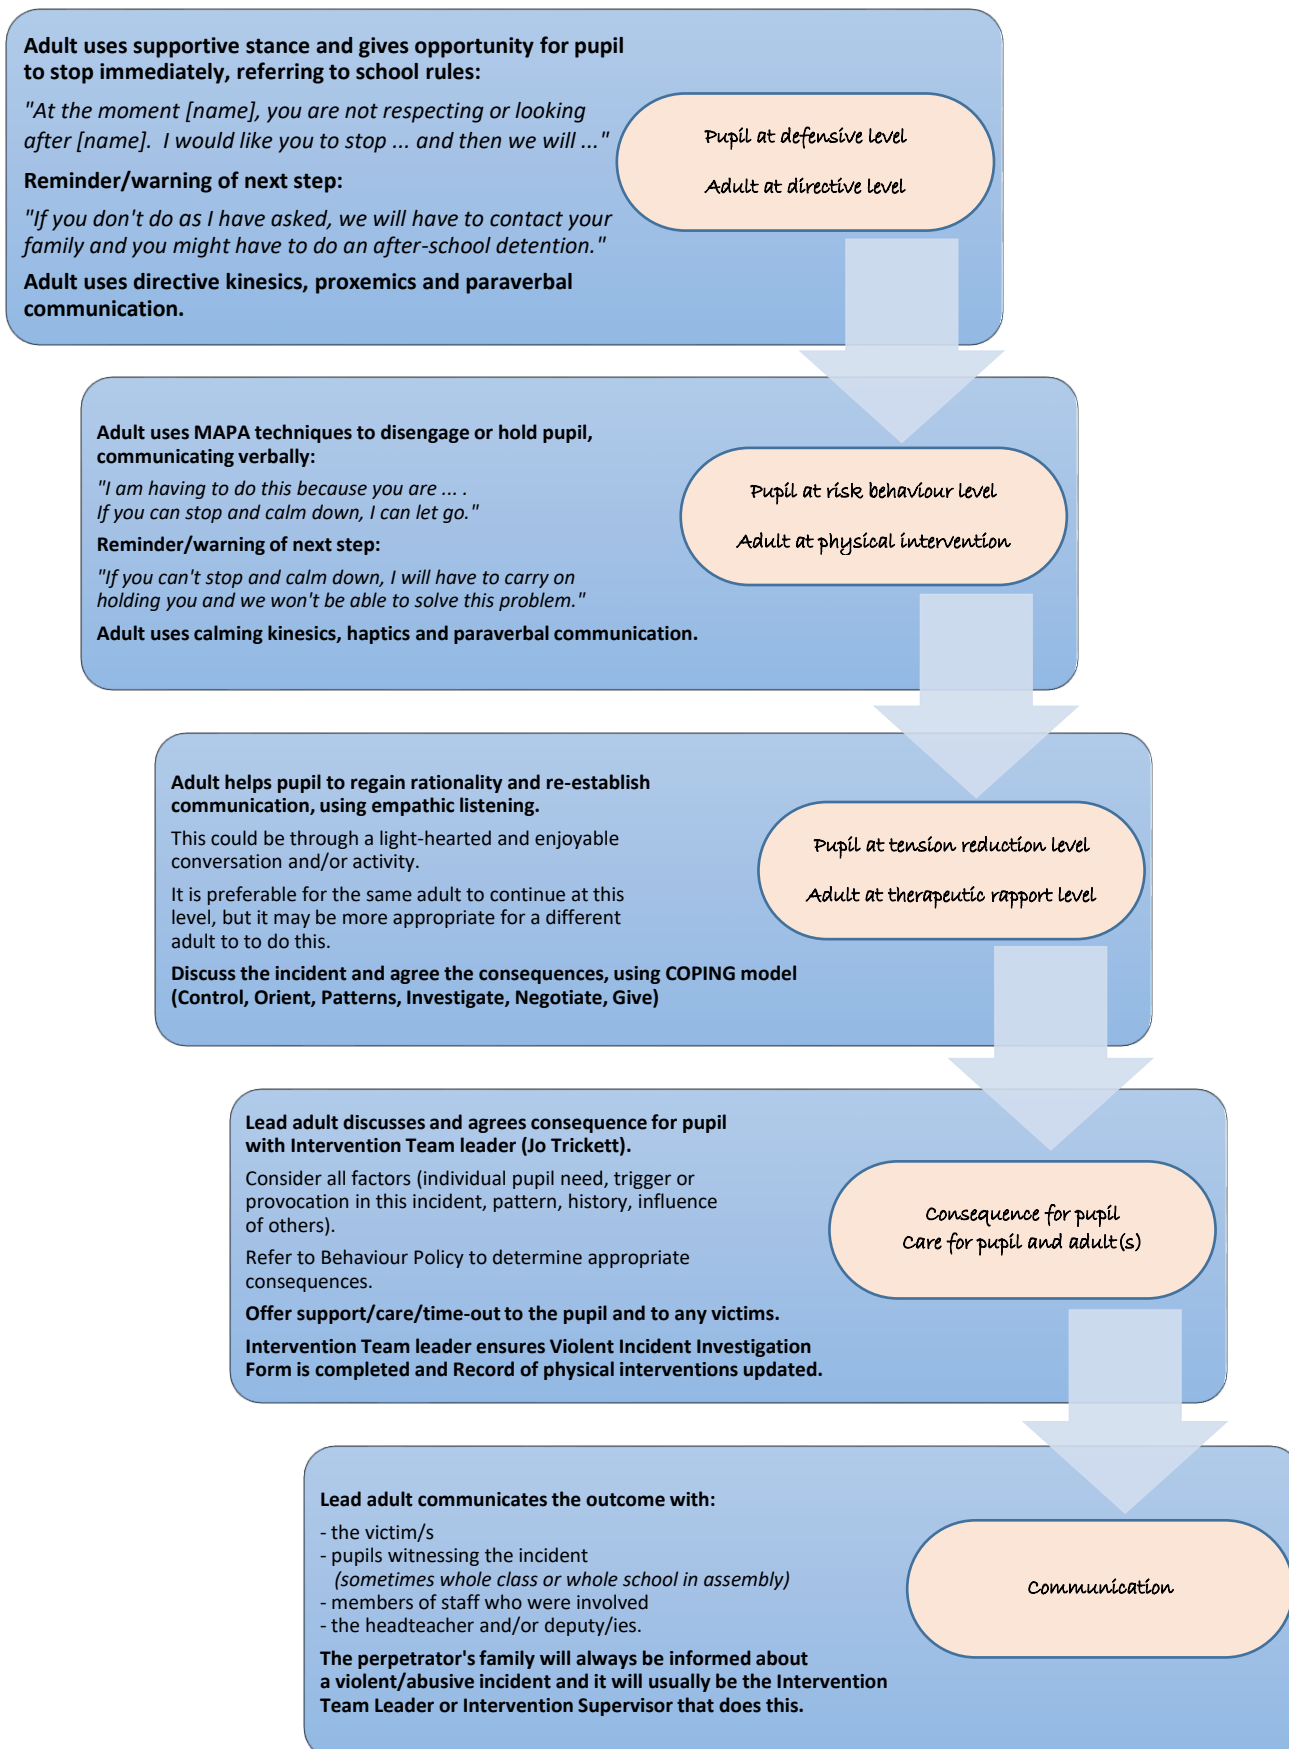 Adult uses supportive stance and gives opportunity for pupil
to stop immediately, referring to school rules:
"At the moment [name], you are not respecting or looking
after [name].  I would like you to stop ... and then we will ..."
Reminder/warning of next step:
"If you don't do as I have asked, we will have to contact your
family and you might have to do an after-school detention."
Adult uses directive kinesics, proxemics and paraverbal
communication.
Pupil at defensive level
Adult at directive level
Adult uses MAPA techniques to disengage or hold pupil,
communicating verbally:
"I am having to do this because you are ... .
If you can stop and calm down, I can let go."
Reminder/warning of next step:
"If you can't stop and calm down, I will have to carry on
holding you and we won't be able to solve this problem."
Adult uses calming kinesics, haptics and paraverbal communication.
Pupil at risk behaviour level
Adult at physical intervention
Adult helps pupil to regain rationality and re-establish
communication, using empathic listening.
This could be through a light-hearted and enjoyable
conversation and/or activity.
It is preferable for the same adult to continue at this
level, but it may be more appropriate for a different
adult to to do this.
Discuss the incident and agree the consequences, using COPING model
(Control, Orient, Patterns, Investigate, Negotiate, Give)
Pupil at tension reduction level
Adult at therapeutic rapport level
Lead adult discusses and agrees consequence for pupil
with Intervention Team leader (Jo Trickett).
Consider all factors (individual pupil need, trigger or
provocation in this incident, pattern, history, influence
of others).
Refer to Behaviour Policy to determine appropriate
consequences.
Offer support/care/time-out to the pupil and to any victims.
Intervention Team leader ensures Violent Incident Investigation
Form is completed and Record of physical interventions updated.
Consequence for pupil
Care for pupil and adult(s)
Lead adult communicates the outcome with:
- the victim/s
- pupils witnessing the incident
(sometimes whole class or whole school in assembly)
- members of staff who were involved
- the headteacher and/or deputy/ies.
The perpetrator's family will always be informed about
a violent/abusive incident and it will usually be the Intervention
Team Leader or Intervention Supervisor that does this.
Communication